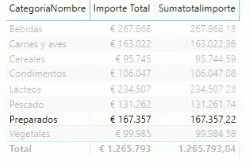 CategoriaNombre Importe Total Sumatotalimporte
Bebidas € 267.868 267.868,18
Carnes y aves € 163.022 163.022,36
Cereales € 95.745 95.744,59
Condimentos € 106.047 106.047,08
Lácteos € 234.507 234.507,28
Pescado € 131.262 131.261,74
Preparados € 167.357 167.357,22
Vegetales € 99.985 99.984,58
Total € 1.265.793 1.265.793,04